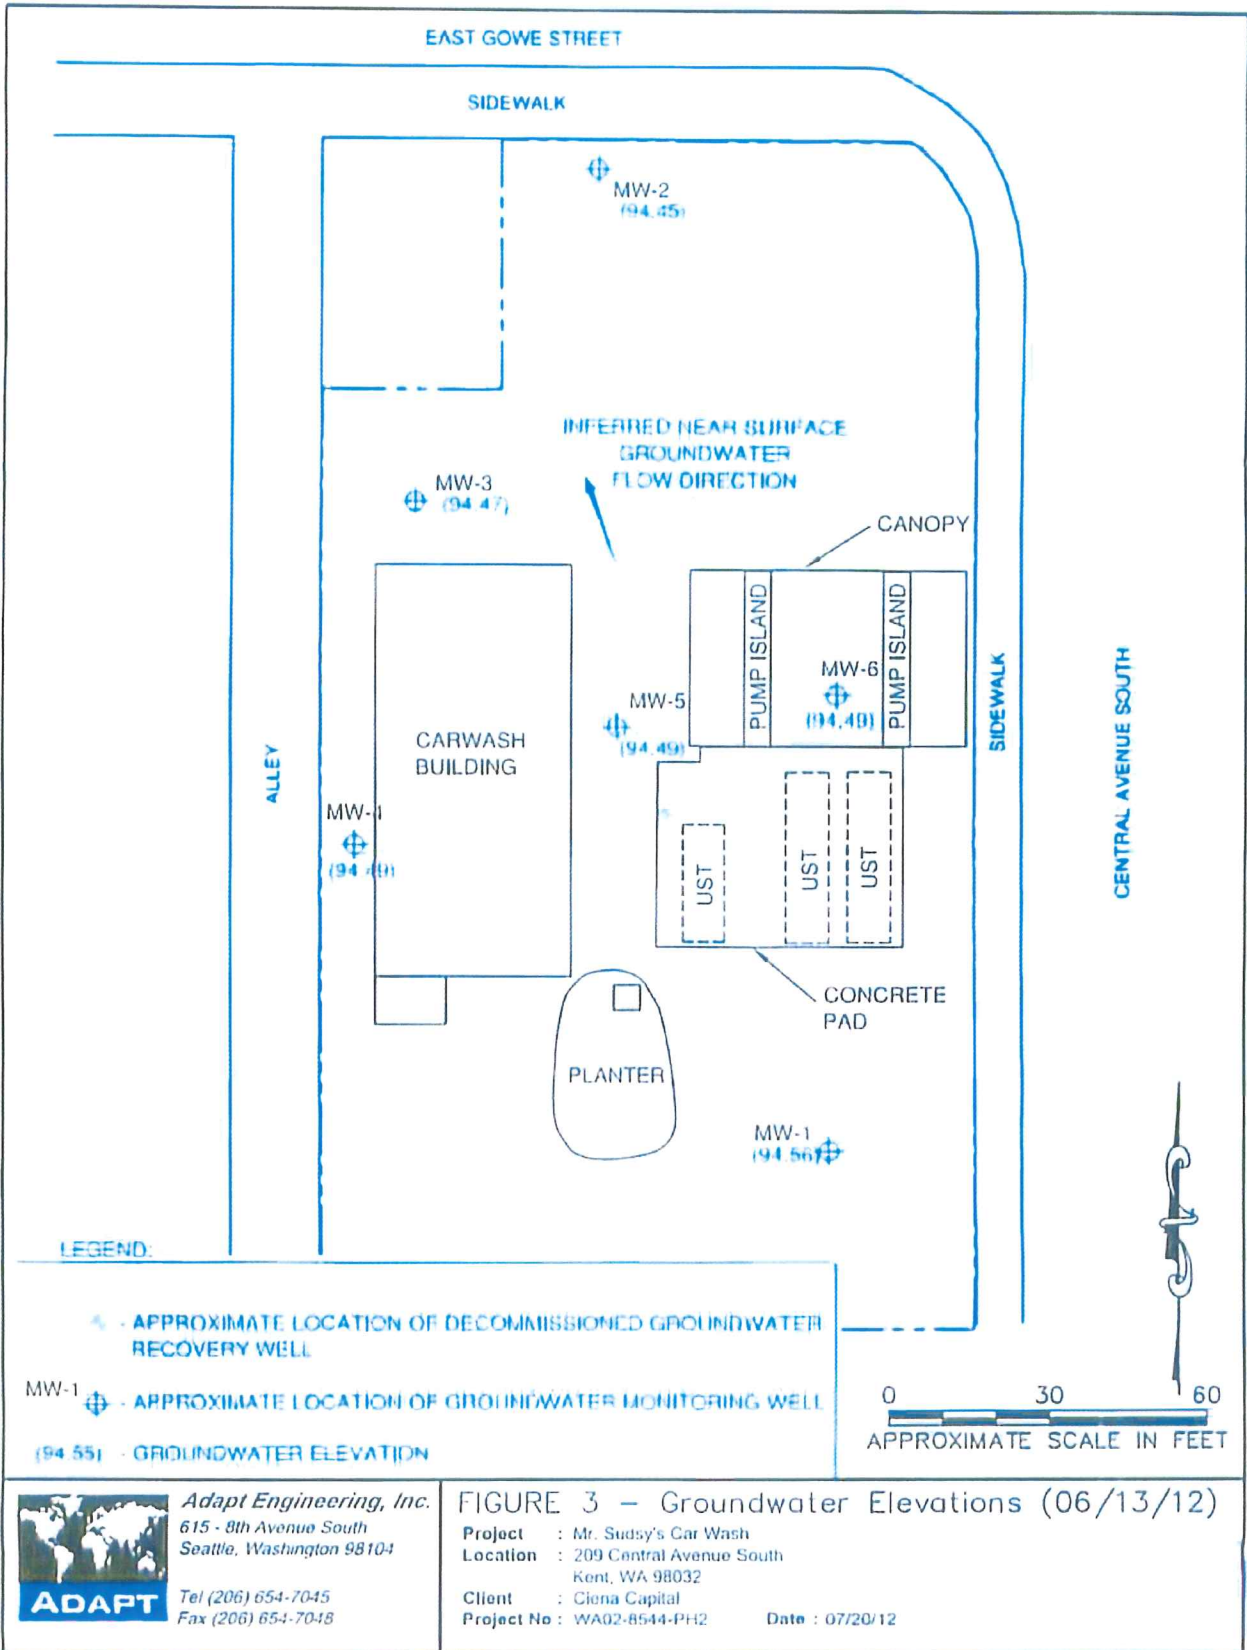 EAST GOWE STREET
SIDEWALK
MW-2
(94.45)
INFERRED NEAR SURFACE
GROUNDWATER
FLOW DIRECTION
MW-3
(94.47)
CANOPY
PUMP ISLAND
PUMP ISLAND
MW-6
(94.49)
MW-5
(94.49)
CARWASH
BUILDING
SIDEWALK
CENTRAL AVENUE SOUTH
ALLEY
MW-4
(94.49)
UST
UST
UST
CONCRETE
PAD
PLANTER
MW-1
(94.56)
LEGEND:
- APPROXIMATE LOCATION OF DECOMMISSIONED GROUNDWATER
RECOVERY WELL
MW-1 - APPROXIMATE LOCATION OF GROUNDWATER MONITORING WELL
(94.55) - GROUNDWATER ELEVATION
0 30 60
APPROXIMATE SCALE IN FEET
ADAPT
Adapt Engineering, Inc.
615 - 8th Avenue South
Seattle, Washington 98104
Tel (206) 654-7045
Fax (206) 654-7048
FIGURE 3 – Groundwater Elevations (06/13/12)
Project : Mr. Sudsy's Car Wash
Location : 209 Central Avenue South
Kent, WA 98032
Client : Ciena Capital
Project No : WA02-8544-PH2 Date : 07/20/12